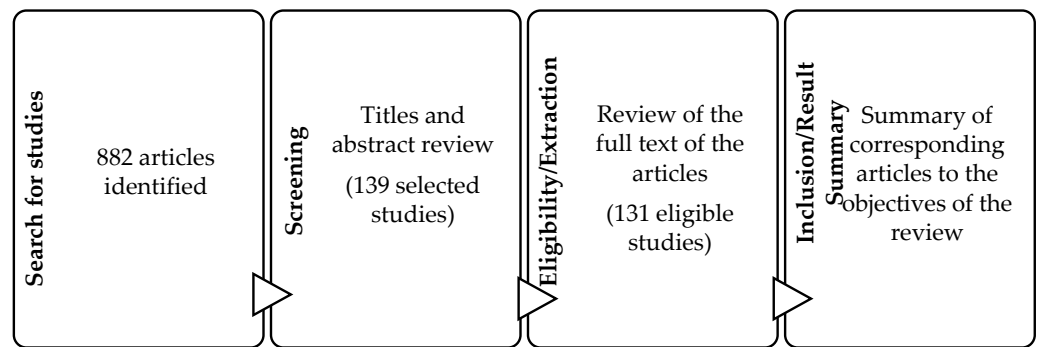 Search for studies
882 articles
identified
Screening
Titles and
abstract review
(139 selected
studies)
Eligibility/Extraction
Review of the
full text of the
articles
(131 eligible
studies)
Inclusion/Result
Summary
Summary of
corresponding
articles to the
objectives of the
review